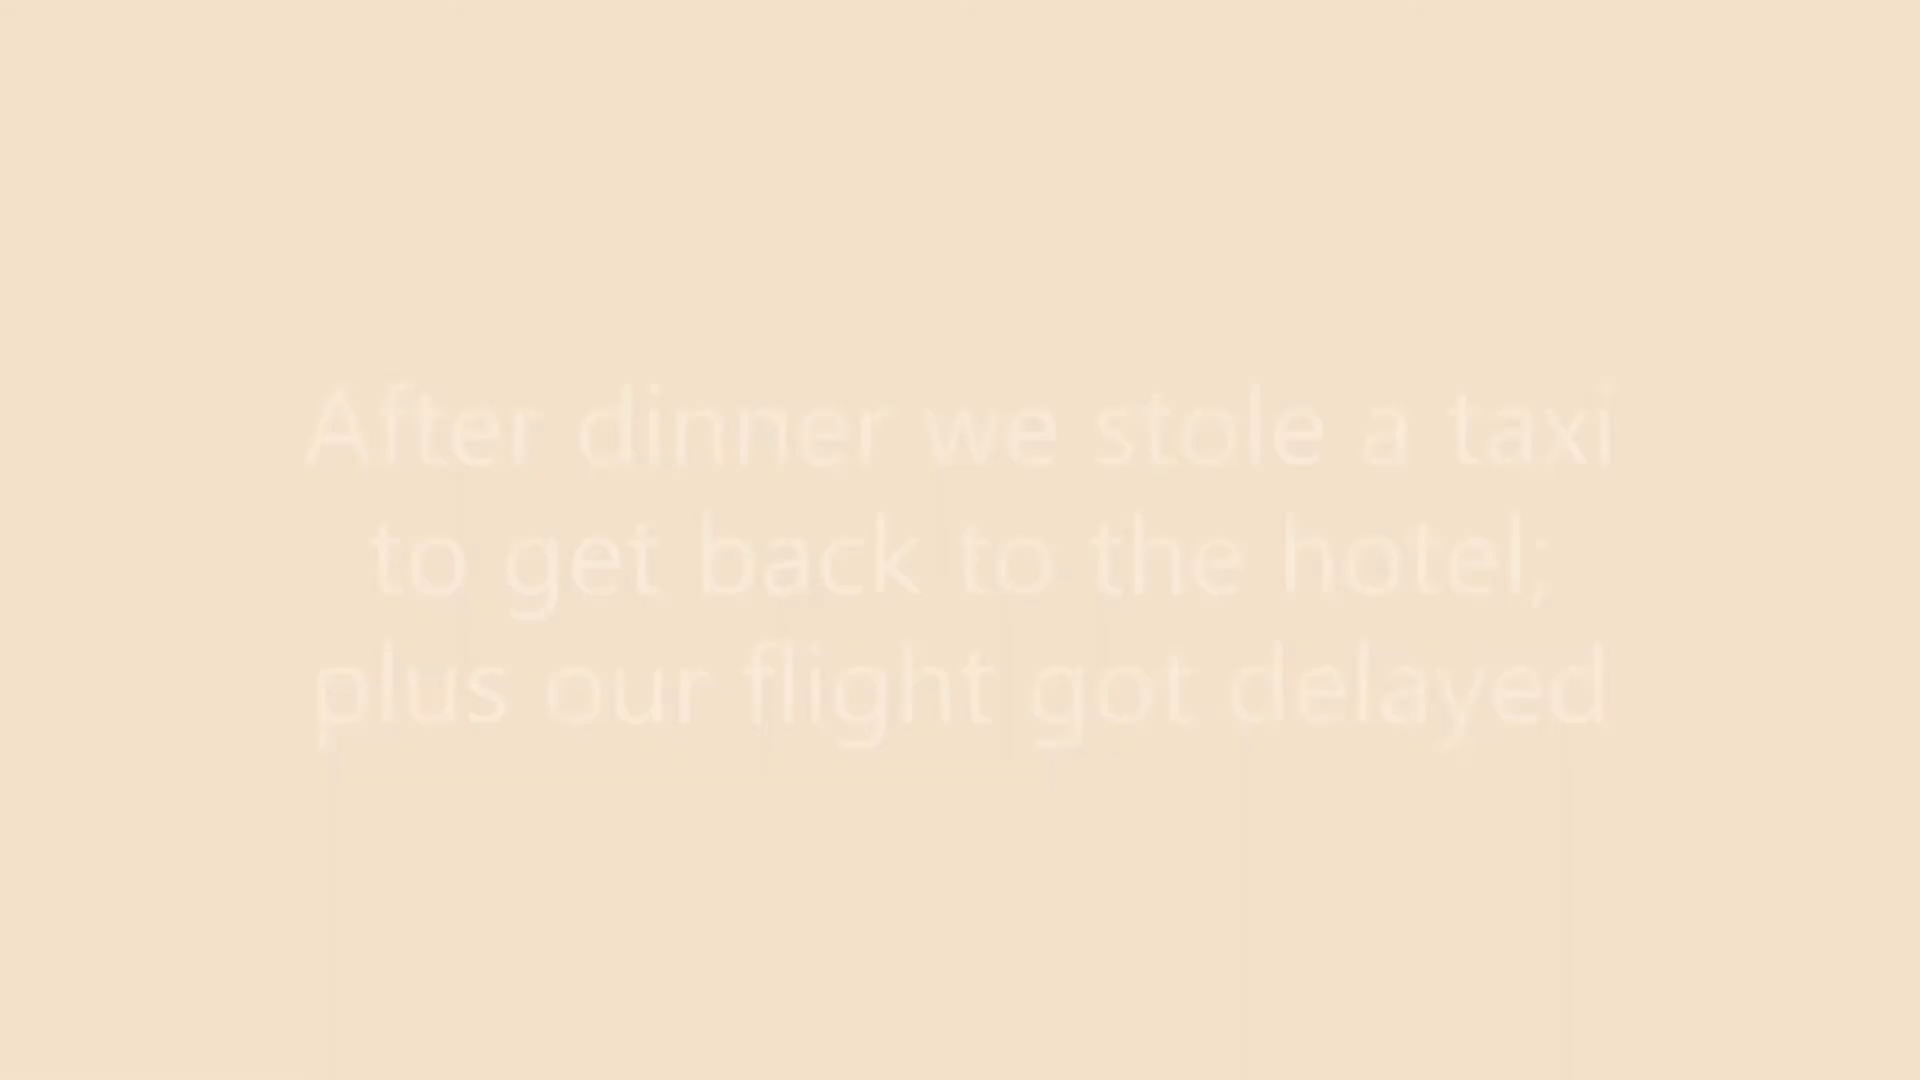 After dinner we stole a taxi
to get back to the hotel;
plus our flight got delayed